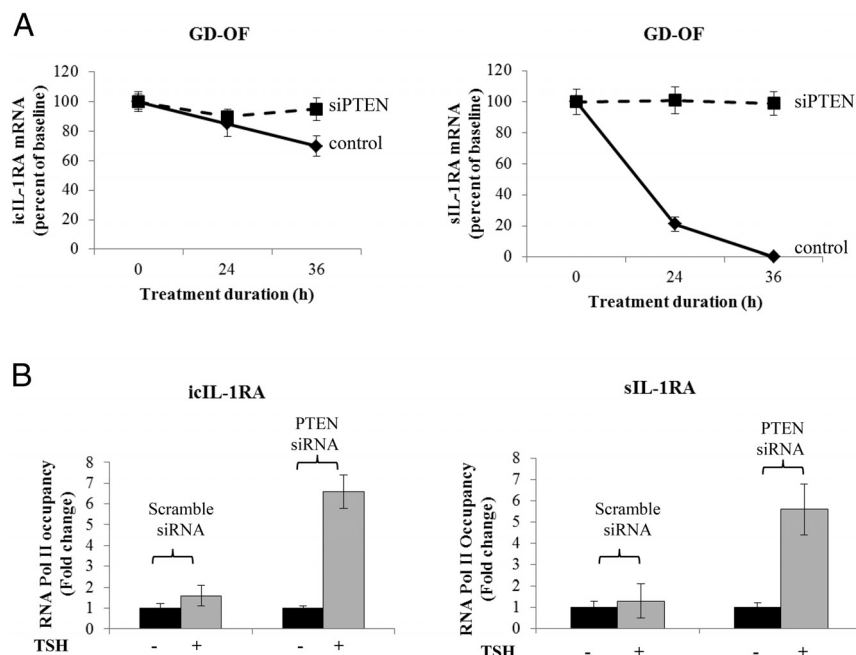 A
GD-OF
icIL-1RA mRNA
(percent of baseline)
120
100
80
60
40
20
0
siPTEN
control
0 24 36
Treatment duration (h)
GD-OF
sIL-1RA mRNA
(percent of baseline)
120
100
80
60
40
20
0
siPTEN
control
0 24 36
Treatment duration (h)
B
icIL-1RA
RNA Pol II occupancy
(Fold change)
8
7
6
5
4
3
2
1
0
Scramble
siRNA
PTEN
siRNA
TSH - + - +
sIL-1RA
RNA Pol II Occupancy
(Fold change)
8
7
6
5
4
3
2
1
0
Scramble
siRNA
PTEN
siRNA
TSH - + - +